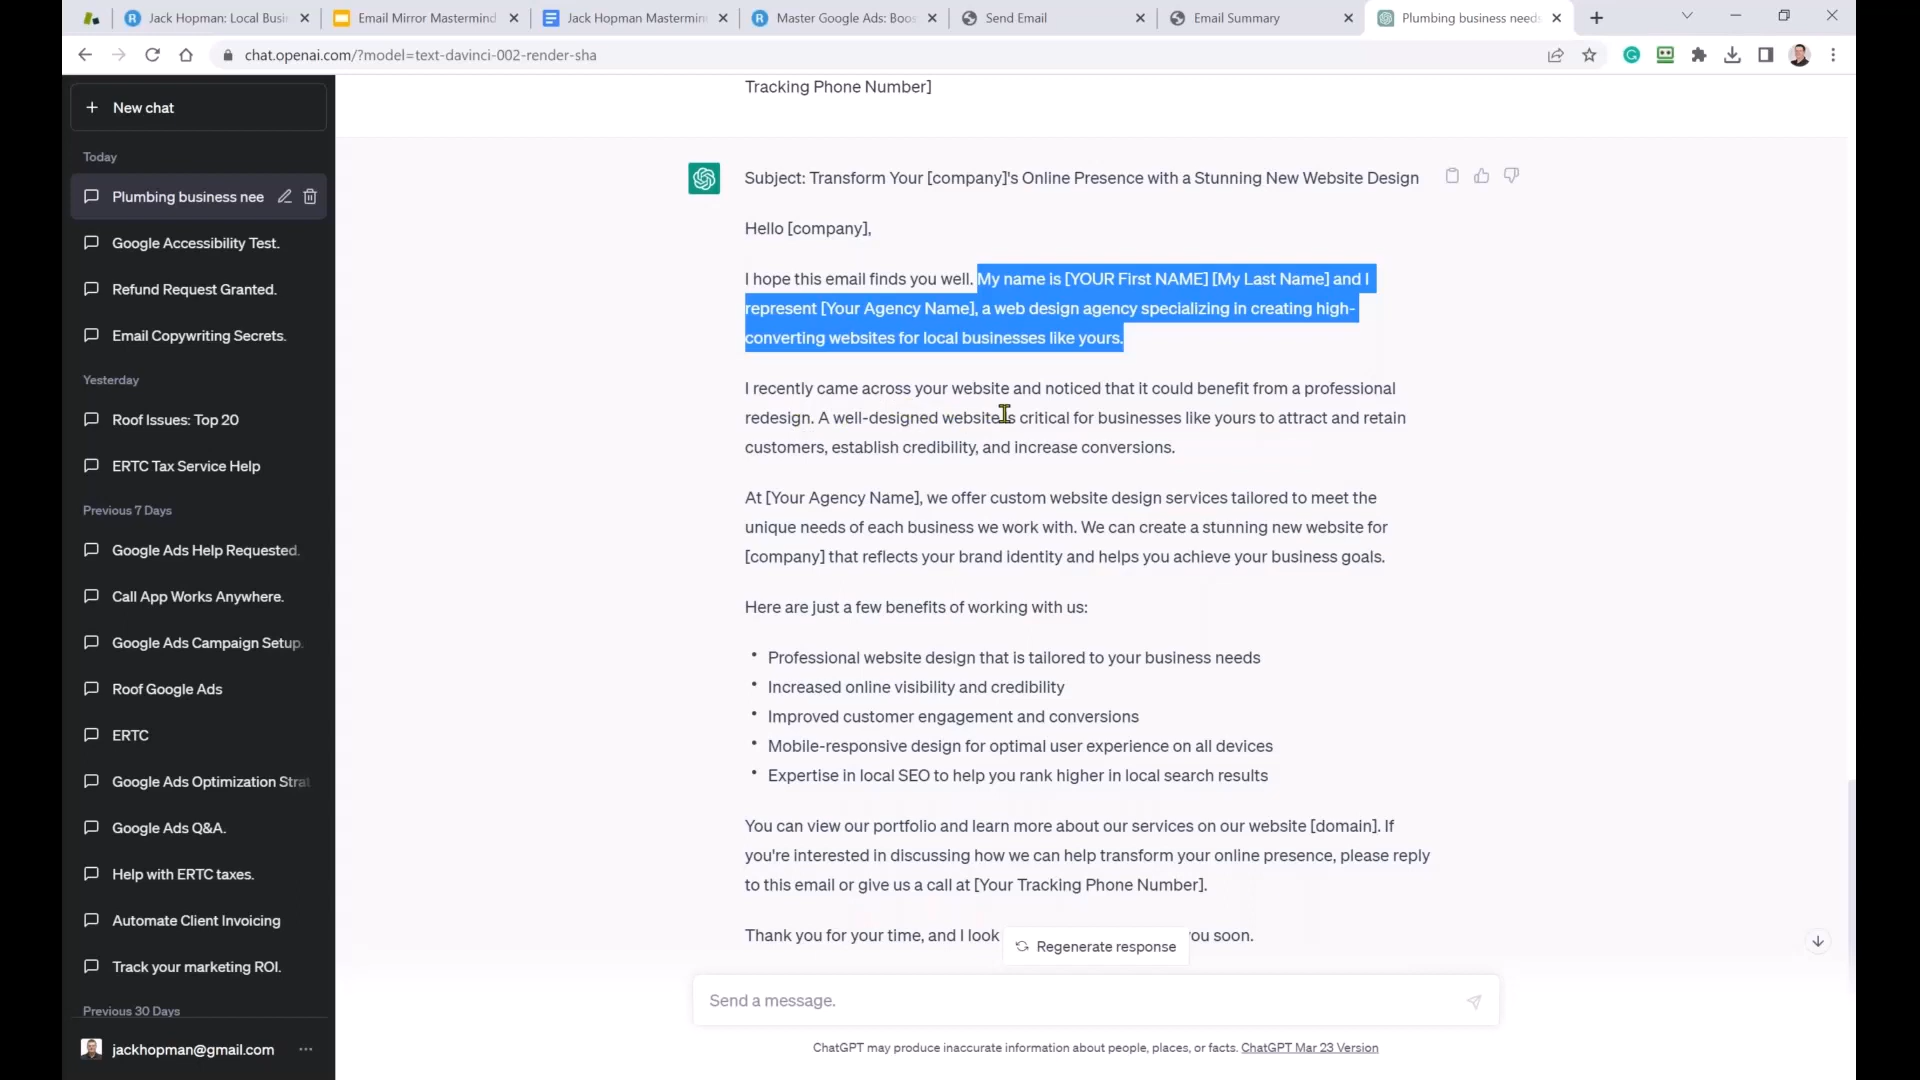 Jack Hopman: Local Busi
Email Mirror Mastermind
Jack Hopman Mastermin
Master Google Ads: Boos
Send Email
Email Summary
Plumbing business needs
chat.openai.com/?model=text-davinci-002-render-sha
New chat
Today
Plumbing business nee
Google Accessibility Test.
Refund Request Granted.
Email Copywriting Secrets.
Yesterday
Roof Issues: Top 20
ERTC Tax Service Help
Previous 7 Days
Google Ads Help Requested.
Call App Works Anywhere.
Google Ads Campaign Setup.
Roof Google Ads
ERTC
Google Ads Optimization Strat
Google Ads Q&A.
Help with ERTC taxes.
Automate Client Invoicing
Track your marketing ROI.
Previous 30 Days
jackhopman@gmail.com
Tracking Phone Number]
Subject: Transform Your [company]'s Online Presence with a Stunning New Website Design
Hello [company],
I hope this email finds you well. My name is [YOUR First NAME] [My Last Name] and I
represent [Your Agency Name], a web design agency specializing in creating high-
converting websites for local businesses like yours.
I recently came across your website and noticed that it could benefit from a professional
redesign. A well-designed website is critical for businesses like yours to attract and retain
customers, establish credibility, and increase conversions.
At [Your Agency Name], we offer custom website design services tailored to meet the
unique needs of each business we work with. We can create a stunning new website for
[company] that reflects your brand identity and helps you achieve your business goals.
Here are just a few benefits of working with us:
• Professional website design that is tailored to your business needs
• Increased online visibility and credibility
• Improved customer engagement and conversions
• Mobile-responsive design for optimal user experience on all devices
• Expertise in local SEO to help you rank higher in local search results
You can view our portfolio and learn more about our services on our website [domain]. If
you're interested in discussing how we can help transform your online presence, please reply
to this email or give us a call at [Your Tracking Phone Number].
Thank you for your time, and I look you soon.
Regenerate response
Send a message.
ChatGPT may produce inaccurate information about people, places, or facts. ChatGPT Mar 23 Version